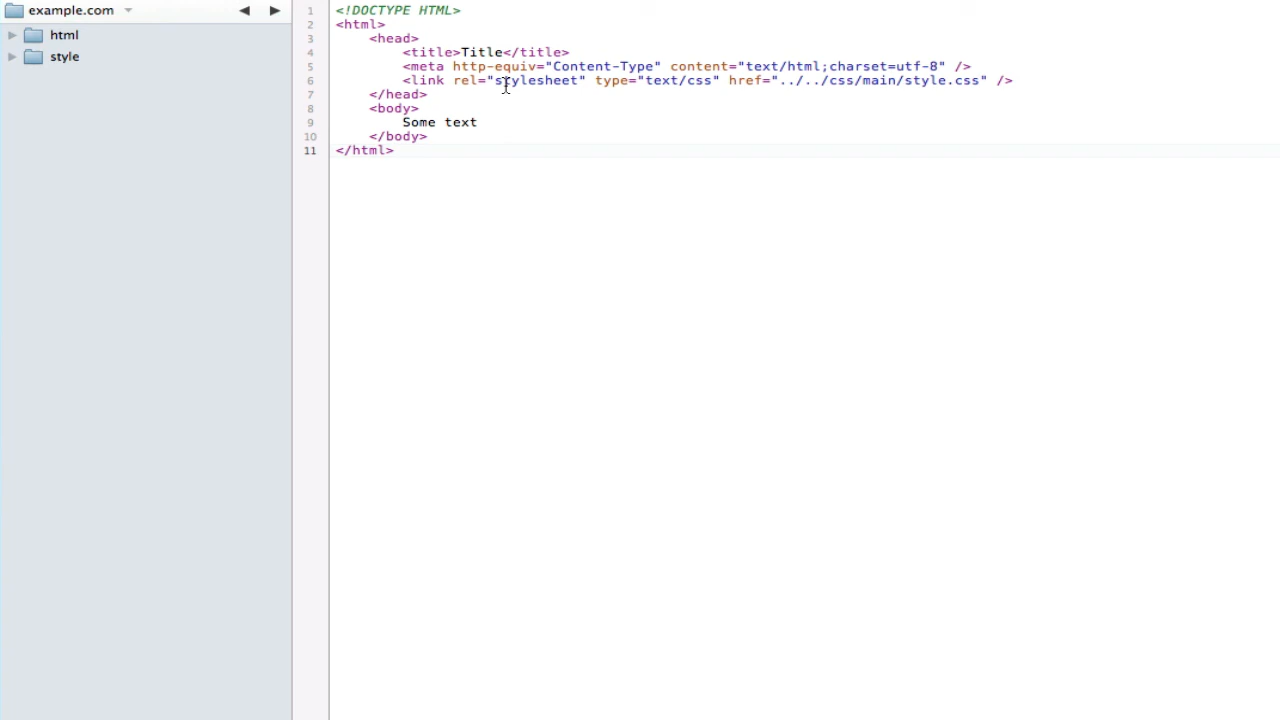 example.com
html
style
1 <!DOCTYPE HTML>
2 <html>
3 <head>
4 <title>Title</title>
5 <meta http-equiv="Content-Type" content="text/html;charset=utf-8" />
6 <link rel="stylesheet" type="text/css" href="../../css/main/style.css" />
7 </head>
8 <body>
9 Some text
10 </body>
11 </html>